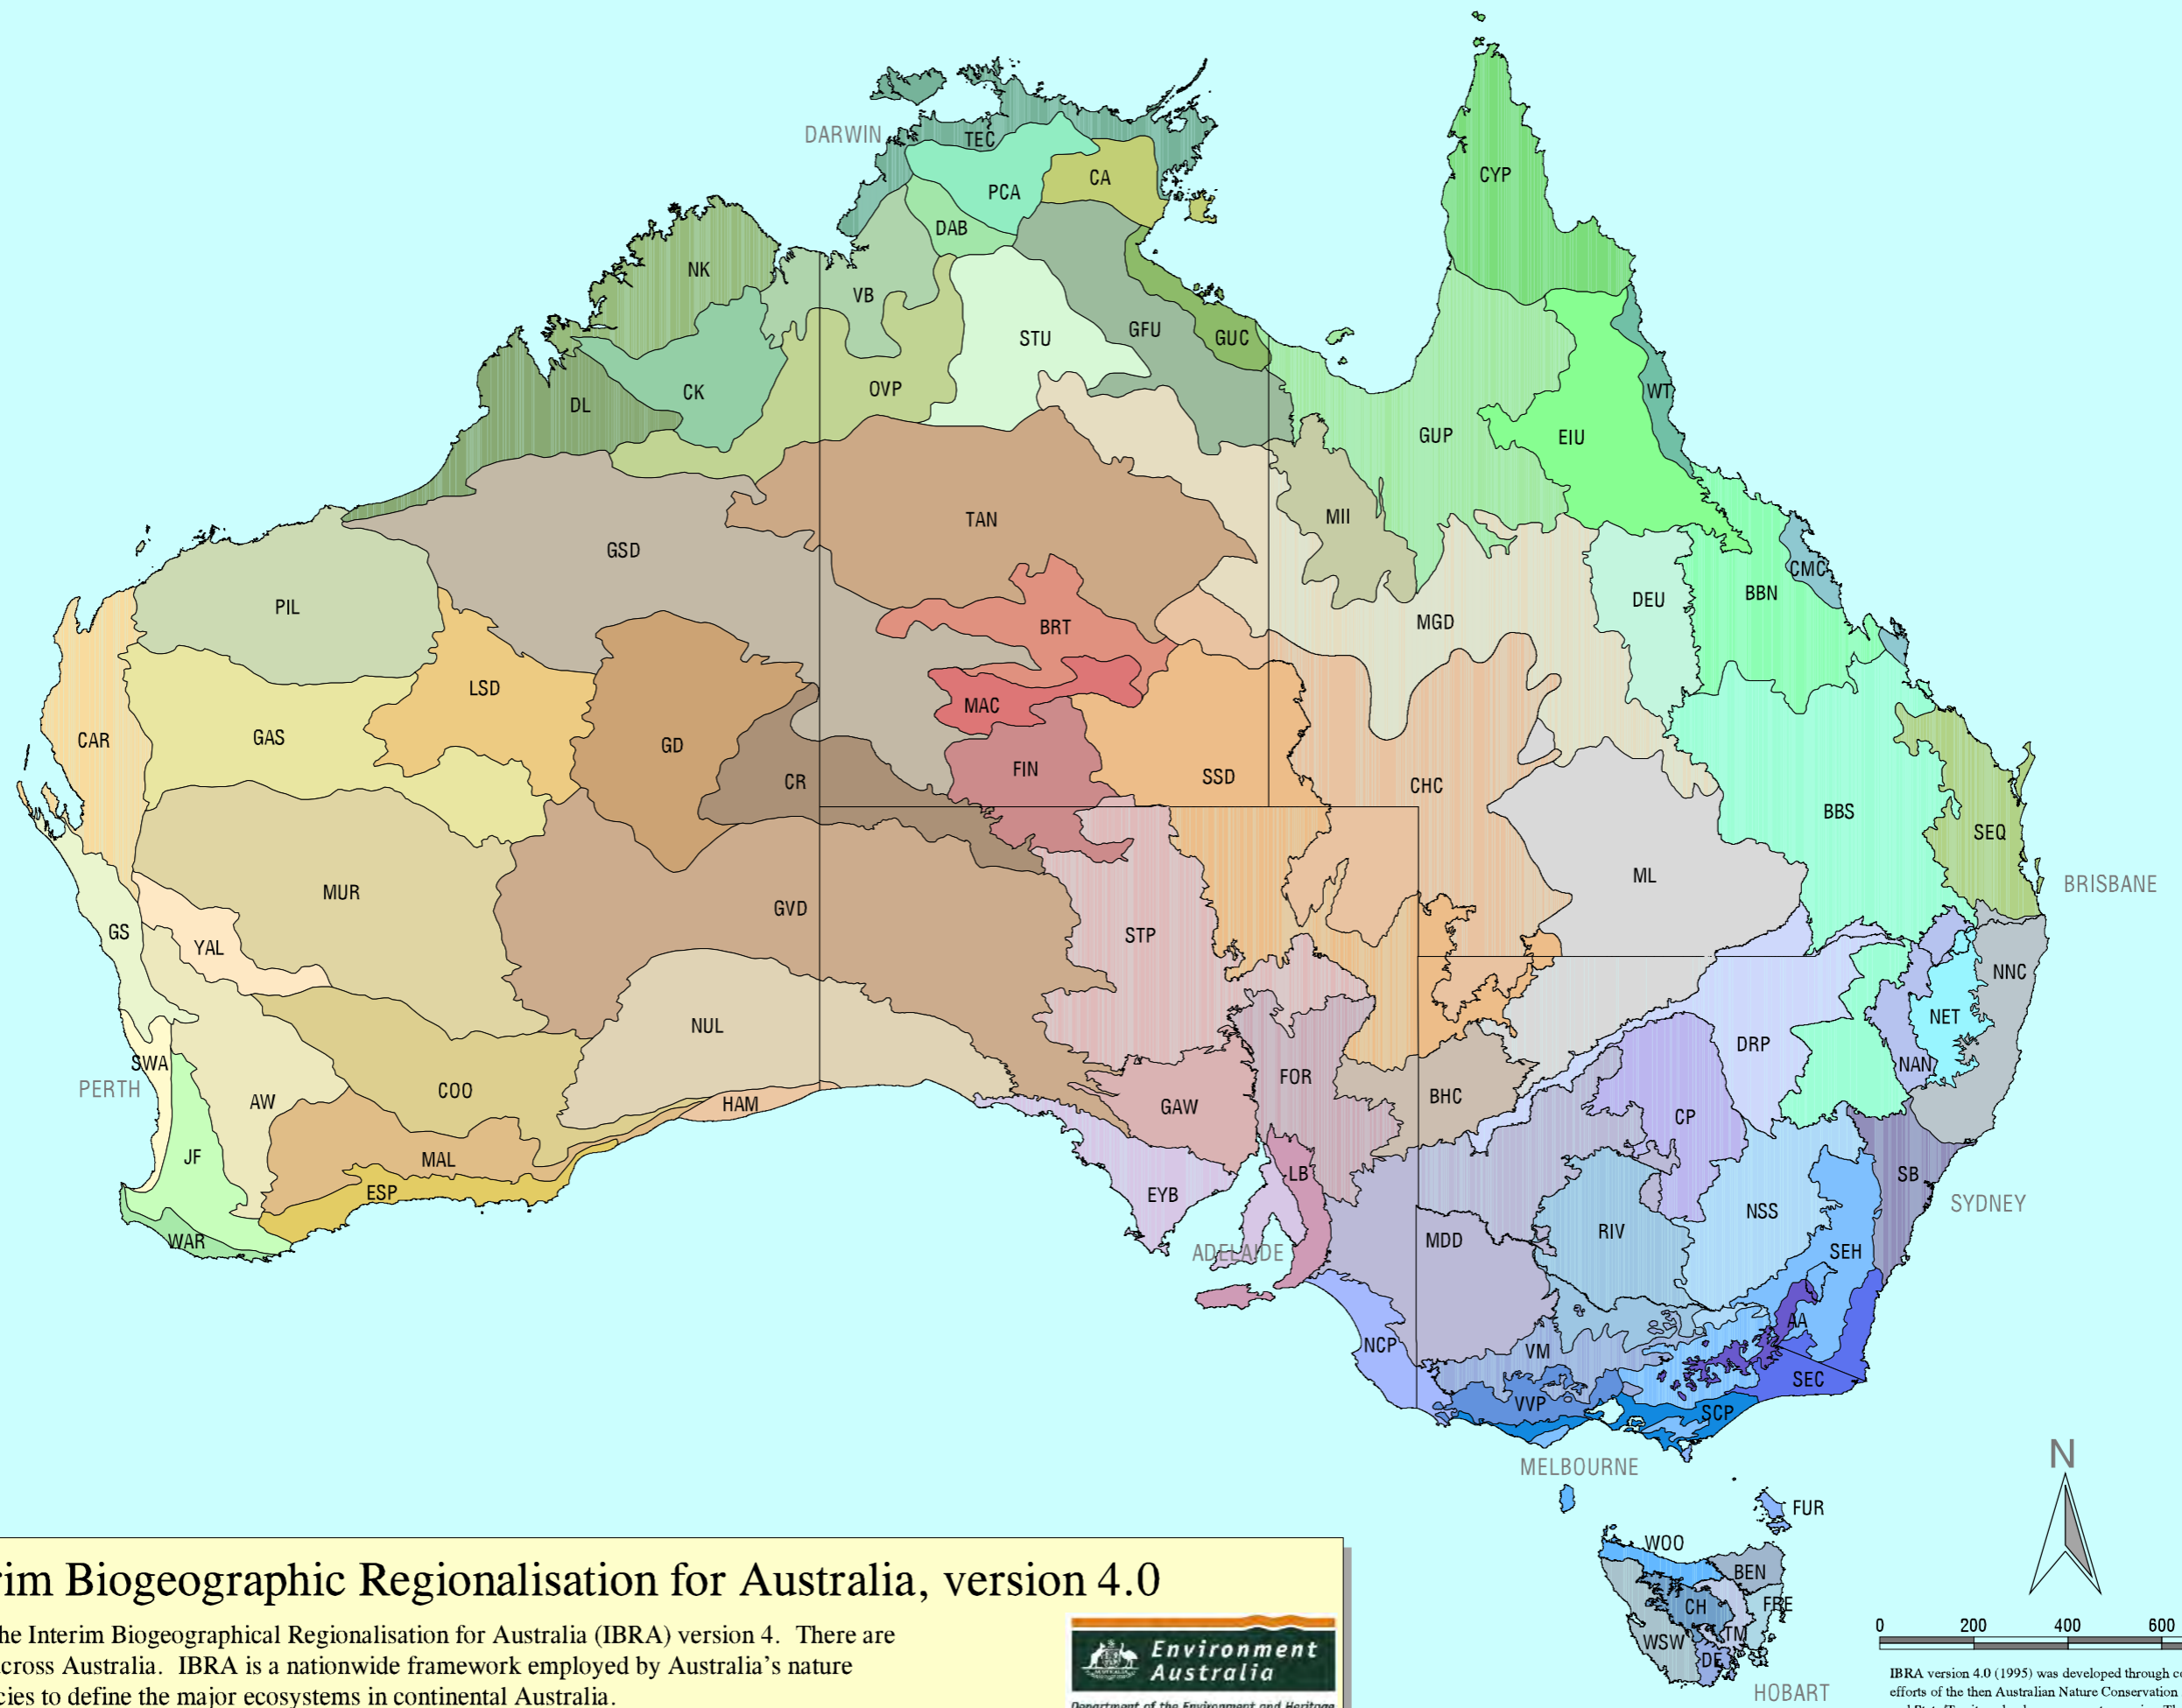 DARWIN
TEC
CYP
CA
PCA
DAB
NK
VB
STU
GFU
GUC
OVP
CK
DL
WT
GUP
EIU
MII
TAN
GSD
CMC
BBN
DEU
PIL
MGD
BRT
LSD
MAC
CAR
GAS
GD
FIN
SSD
CR
CHC
BBS
SEQ
ML
BRISBANE
MUR
GVD
GS
YAL
STP
NNC
NET
NUL
DRP
SWA
NAN
PERTH
COO
FOR
BHC
AW
HAM
GAW
CP
JF
MAL
LB
SB
ESP
EYB
SYDNEY
NSS
RIV
WAR
MDD
ADELAIDE
SEH
AA
NCP
VM
SEC
VVP
SCP
MELBOURNE
N
FUR
WOO
BEN
CH
FRE
WSW
TM
DE
HOBART
0 200 400 600
rim Biogeographic Regionalisation for Australia, version 4.0
he Interim Biogeographical Regionalisation for Australia (IBRA) version 4. There are
cross Australia. IBRA is a nationwide framework employed by Australia's nature
cies to define the major ecosystems in continental Australia.
Environment
Australia
AUSTRALIA
Department of the Environment and Heritage
IBRA version 4.0 (1995) was developed through c
efforts of the then Australian Nature Conservation